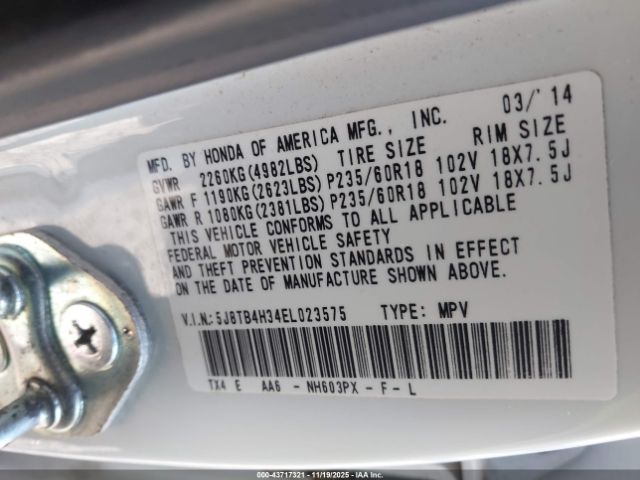 MFD. BY HONDA OF AMERICA MFG., INC. 03/'14
GVWR 2260KG(4982LBS) TIRE SIZE RIM SIZE
GAWR F 1190KG(2623LBS) P235/60R18 102V 18X7.5J
GAWR R 1080KG(2381LBS) P235/60R18 102V 18X7.5J
THIS VEHICLE CONFORMS TO ALL APPLICABLE
FEDERAL MOTOR VEHICLE SAFETY
AND THEFT PREVENTION STANDARDS IN EFFECT
ON THE DATE OF MANUFACTURE SHOWN ABOVE.
V.I.N: 5J8TB4H34EL023575 TYPE: MPV
TX4 E AA6 - NH603PX - F - L
000-43717321 | 11/19/2025 | IAA Inc.